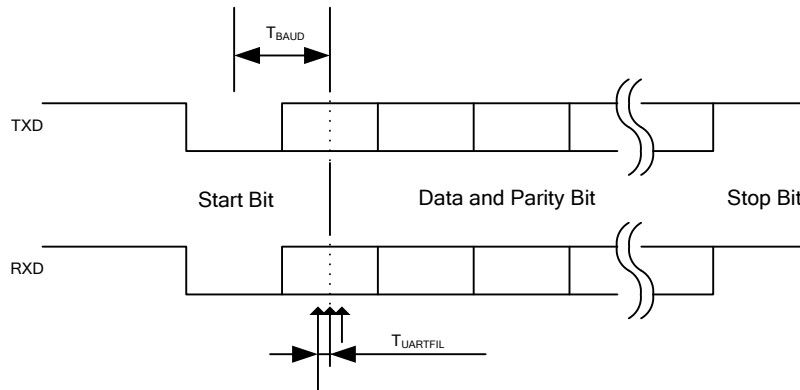 TBAUD
TXD
Start Bit
Data and Parity Bit
Stop Bit
RXD
TUARTFIL